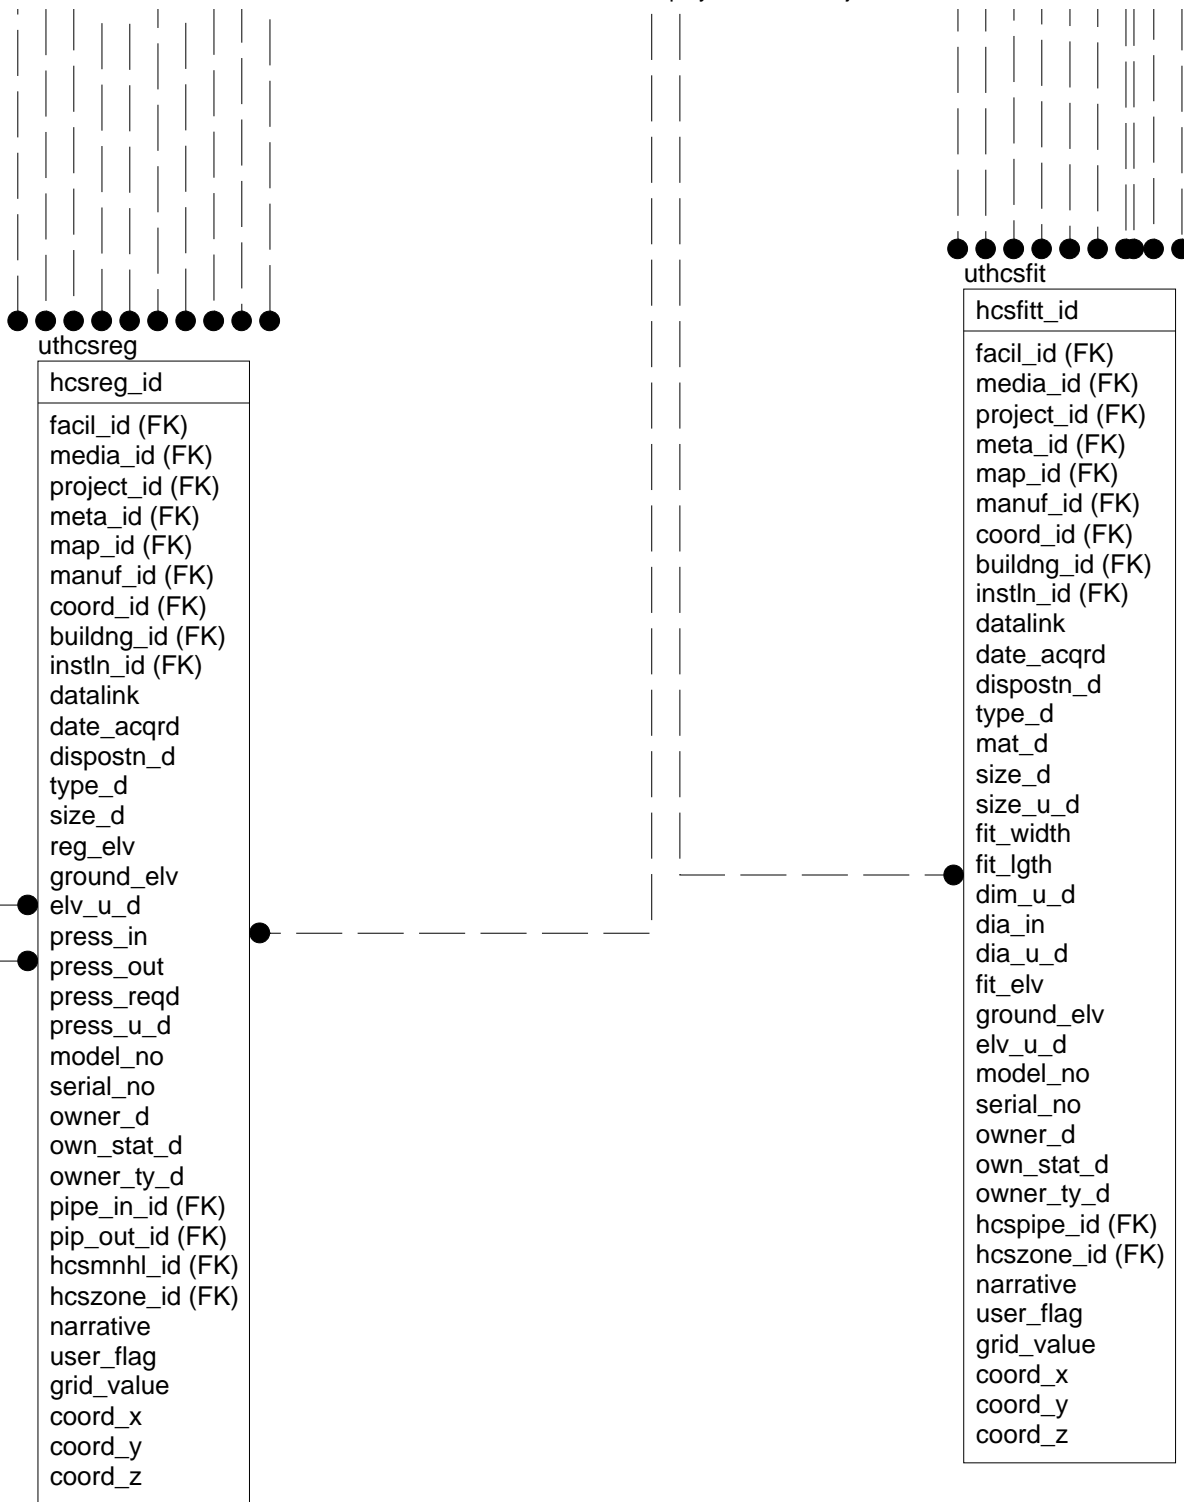 uthcsreg
hcsreg_id
facil_id (FK)
media_id (FK)
project_id (FK)
meta_id (FK)
map_id (FK)
manuf_id (FK)
coord_id (FK)
buildng_id (FK)
instln_id (FK)
datalink
date_acqrd
dispostn_d
type_d
size_d
reg_elv
ground_elv
elv_u_d
press_in
press_out
press_reqd
press_u_d
model_no
serial_no
owner_d
own_stat_d
owner_ty_d
pipe_in_id (FK)
pip_out_id (FK)
hcsmnhl_id (FK)
hcszone_id (FK)
narrative
user_flag
grid_value
coord_x
coord_y
coord_z
uthcsfit
hcsfitt_id
facil_id (FK)
media_id (FK)
project_id (FK)
meta_id (FK)
map_id (FK)
manuf_id (FK)
coord_id (FK)
buildng_id (FK)
instln_id (FK)
datalink
date_acqrd
dispostn_d
type_d
mat_d
size_d
size_u_d
fit_width
fit_lgth
dim_u_d
dia_in
dia_u_d
fit_elv
ground_elv
elv_u_d
model_no
serial_no
owner_d
own_stat_d
owner_ty_d
hcspipe_id (FK)
hcszone_id (FK)
narrative
user_flag
grid_value
coord_x
coord_y
coord_z